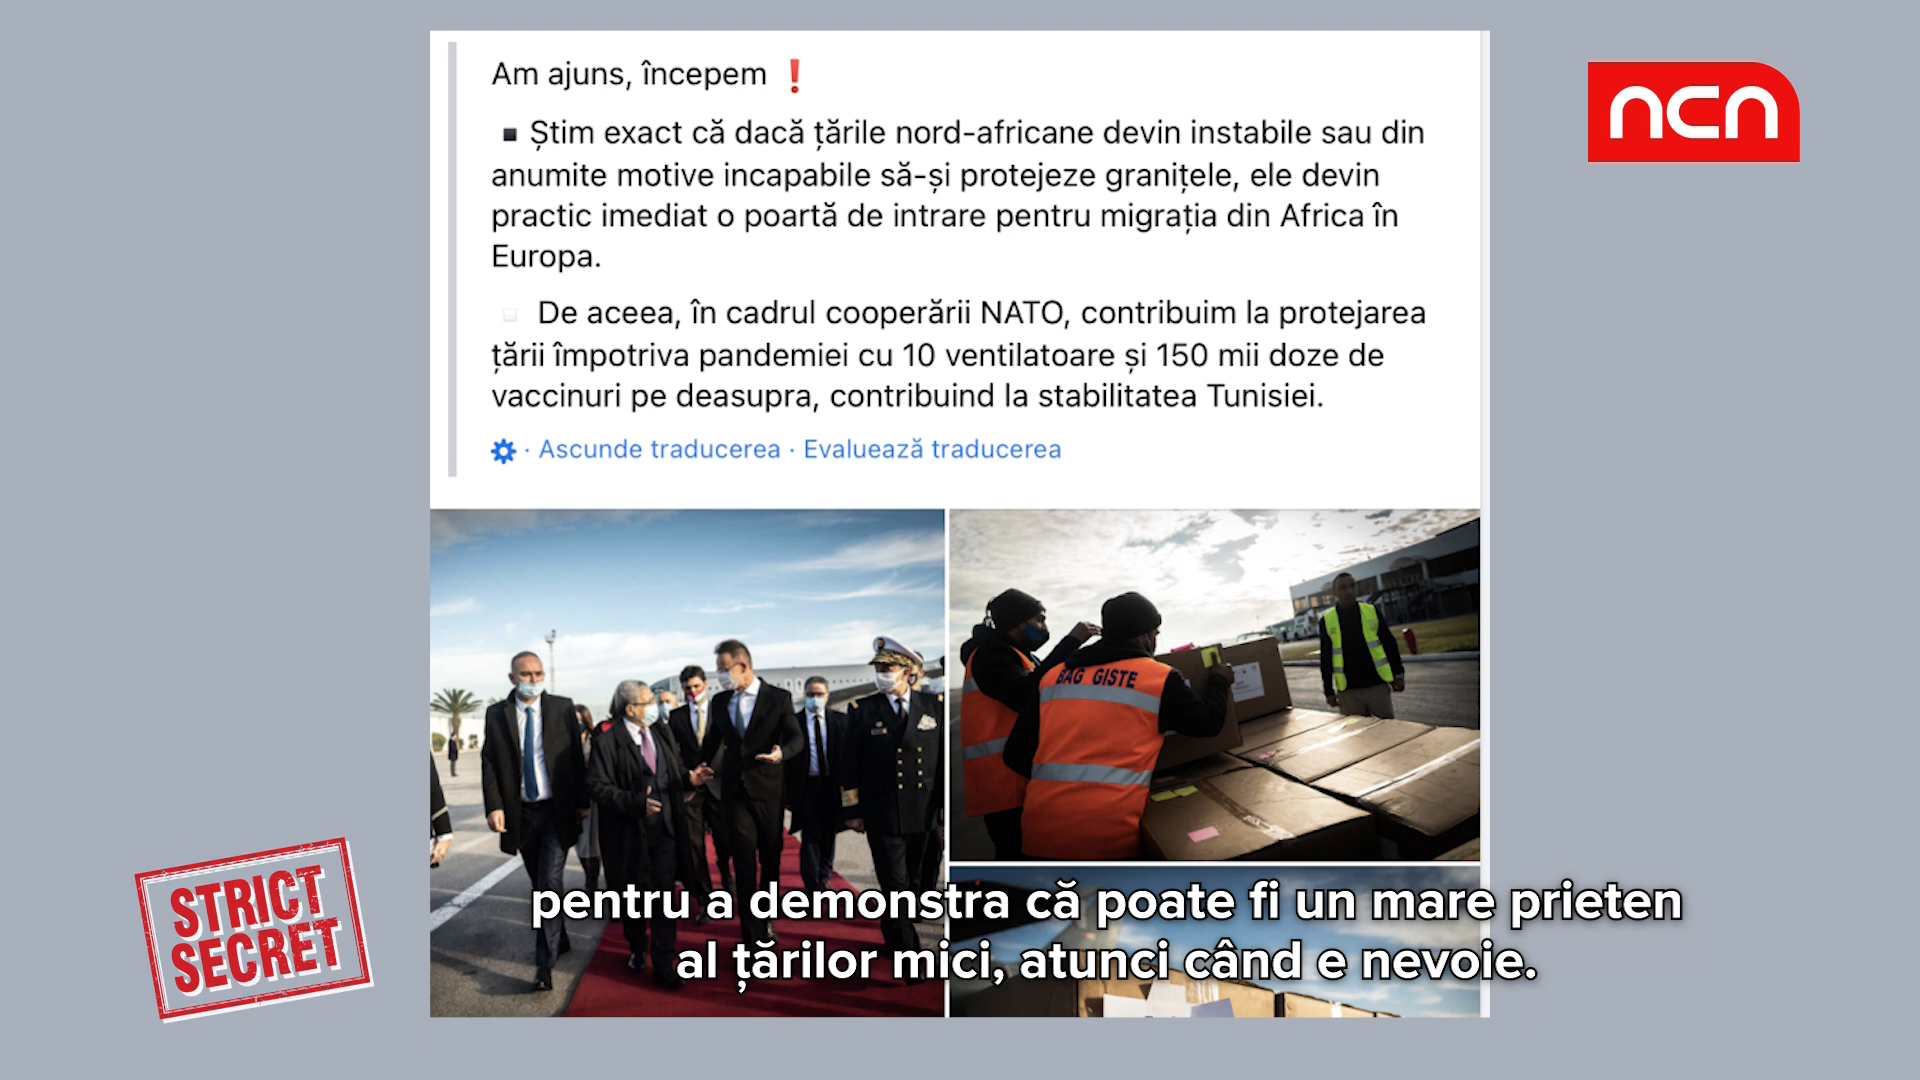 Am ajuns, începem ❗
▪ Știm exact că dacă țările nord-africane devin instabile sau din
anumite motive incapabile să-și protejeze granițele, ele devin
practic imediat o poartă de intrare pentru migrația din Africa în
Europa.
▫ De aceea, în cadrul cooperării NATO, contribuim la protejarea
țării împotriva pandemiei cu 10 ventilatoare și 150 mii doze de
vaccinuri pe deasupra, contribuind la stabilitatea Tunisiei.
· Ascunde traducerea · Evaluează traducerea
ncn
BAG GISTE
STRICT
SECRET
pentru a demonstra că poate fi un mare prieten
al țărilor mici, atunci când e nevoie.